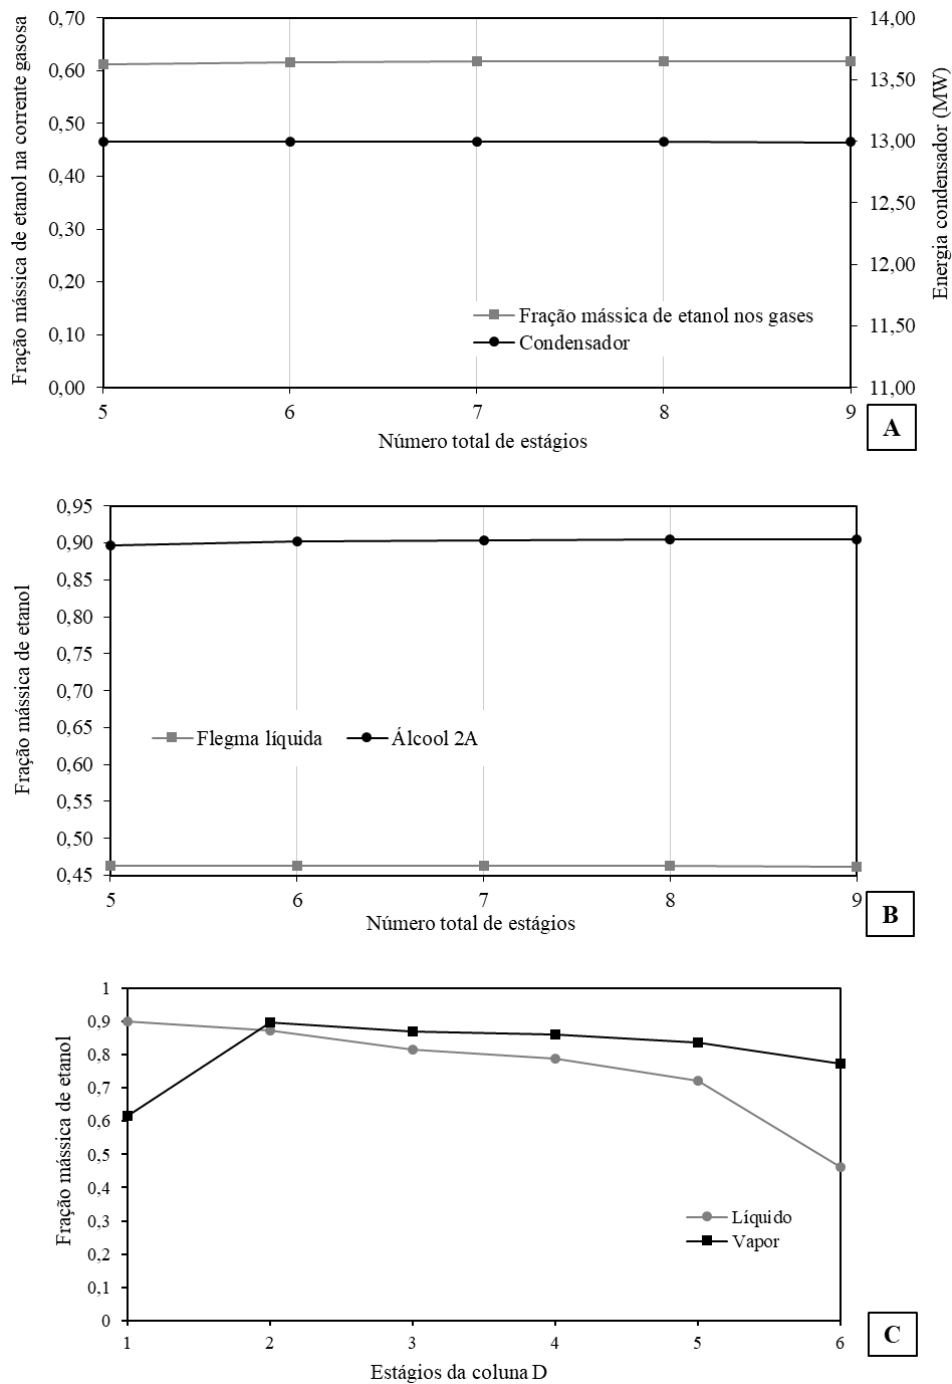 0,70
0,60
0,50
0,40
0,30
0,20
0,10
0,00
Fração mássica de etanol na corrente gasosa
14,00
13,50
13,00
12,50
12,00
11,50
11,00
Energia condensador (MW)
Fração mássica de etanol nos gases
Condensador
5 6 7 8 9
Número total de estágios
A
0,95
0,90
0,85
0,80
0,75
0,70
0,65
0,60
0,55
0,50
0,45
Fração mássica de etanol
Flegma líquida Álcool 2A
5 6 7 8 9
Número total de estágios
B
1
0,9
0,8
0,7
0,6
0,5
0,4
0,3
0,2
0,1
0
Fração mássica de etanol
Líquido
Vapor
1 2 3 4 5 6
Estágios da coluna D
C